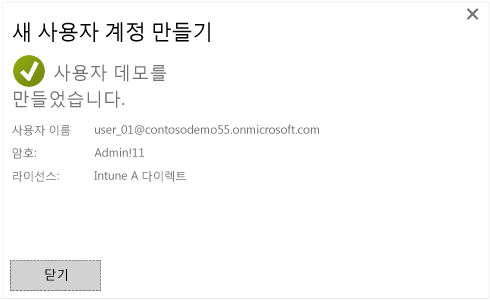 새 사용자 계정 만들기
사용자 데모를
만들었습니다.
사용자 이름 user_01@contosodemo55.onmicrosoft.com
암호: Admin!11
라이선스: Intune A 다이렉트
닫기